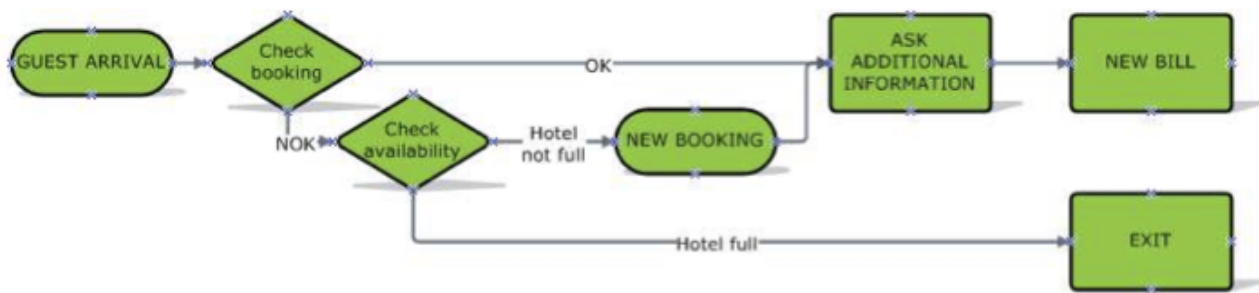 GUEST ARRIVAL
Check
booking
OK
ASK
ADDITIONAL
INFORMATION
NEW BILL
NOK
Check
availability
Hotel
not full
NEW BOOKING
Hotel full
EXIT